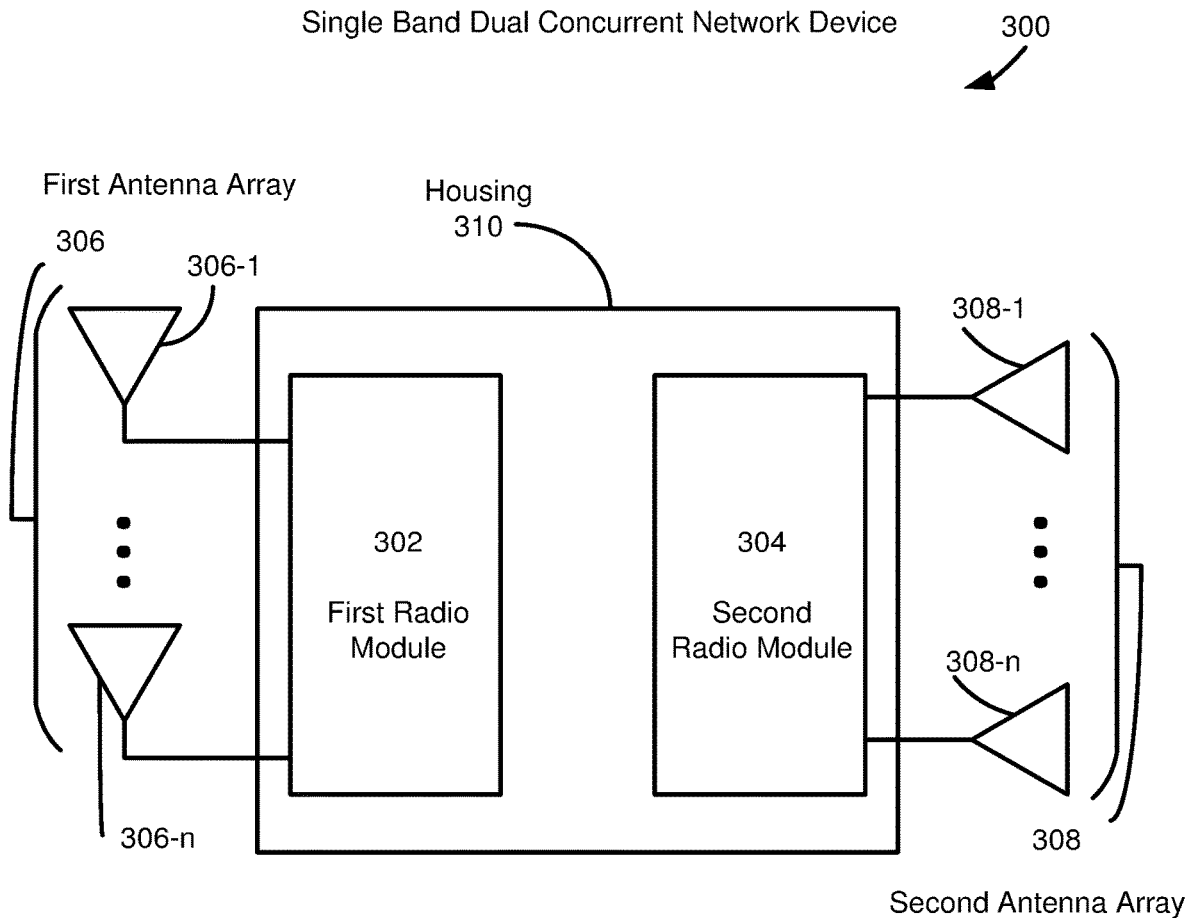 Single Band Dual Concurrent Network Device
300
First Antenna Array
306
306-1
Housing
310
308-1
302
First Radio
Module
304
Second
Radio Module
308-n
306-n
308
Second Antenna Array